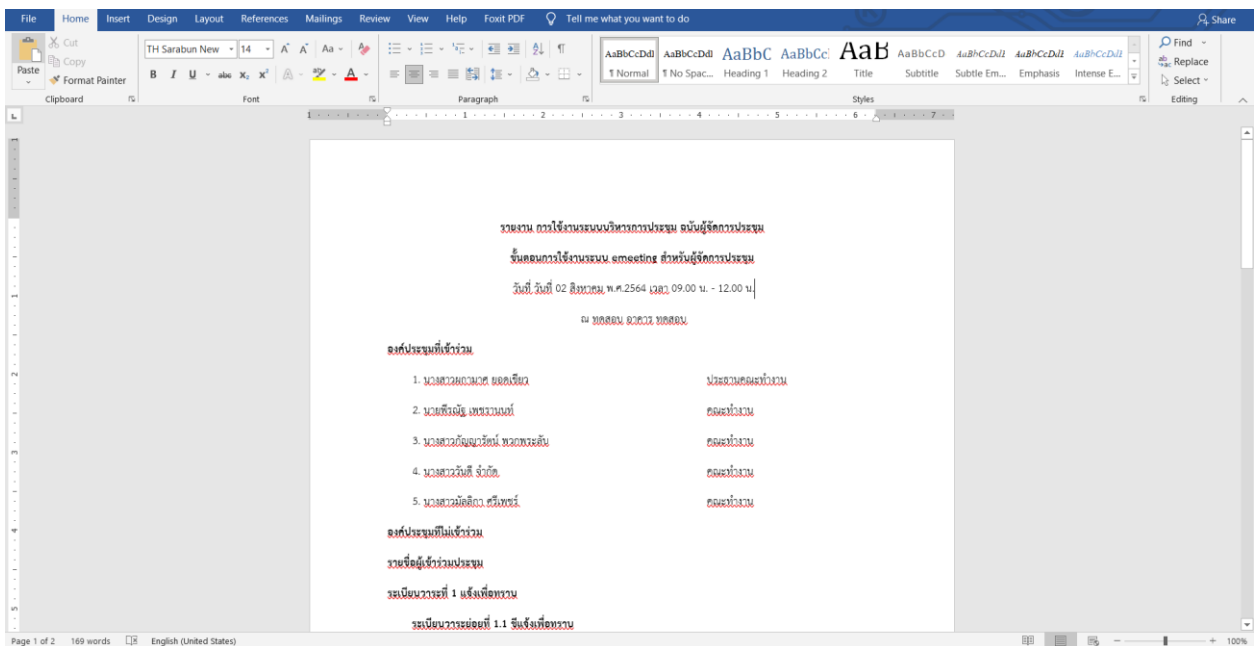 File Home Insert Design Layout References Mailings Review View Help Foxit PDF Tell me what you want to do Share
Cut
Copy
Paste
Format Painter
Clipboard
TH Sarabun New 14
Font
Paragraph
AaBbCcDdI AaBbCcDdI AaBbC AaBbCc AaB AaBbCcD AaBbCcDdI AaBbCcDdI AaBbCcDdI
¶ Normal ¶ No Spac... Heading 1 Heading 2 Title Subtitle Subtle Em... Emphasis Intense E...
Styles
Find
Replace
Select
Editing
1 1 2 3 4 5 6 7
รายงาน การใช้งานระบบบริหารการประชุม ฉบับผู้จัดการประชุม
ขั้นตอนการใช้งานระบบ emeeting สำหรับผู้จัดการประชุม
วันที่ วันที่ 02 สิงหาคม พ.ศ.2564 เวลา 09.00 น. - 12.00 น.
ณ ทดสอบ อาคาร ทดสอบ
องค์ประชุมที่เข้าร่วม
1. นางสาวผกามาศ ยอดเขียว ประธานคณะทำงาน
2. นายพีรณัฐ เพชรานนท์ คณะทำงาน
3. นางสาวกัญญารัตน์ พวกพระลับ คณะทำงาน
4. นางสาววันดี จำกัด คณะทำงาน
5. นางสาวมัลลิกา ศรีเพชร์ คณะทำงาน
องค์ประชุมที่ไม่เข้าร่วม
รายชื่อผู้เข้าร่วมประชุม
ระเบียบวาระที่ 1 แจ้งเพื่อทราบ
ระเบียบวาระย่อยที่ 1.1 ชี้แจ้งเพื่อทราบ
Page 1 of 2 169 words English (United States) 100%